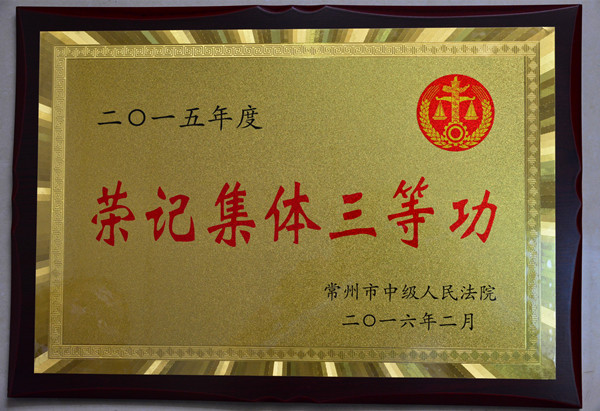 二〇一五年度
荣记集体三等功
常州市中级人民法院
二〇一六年二月